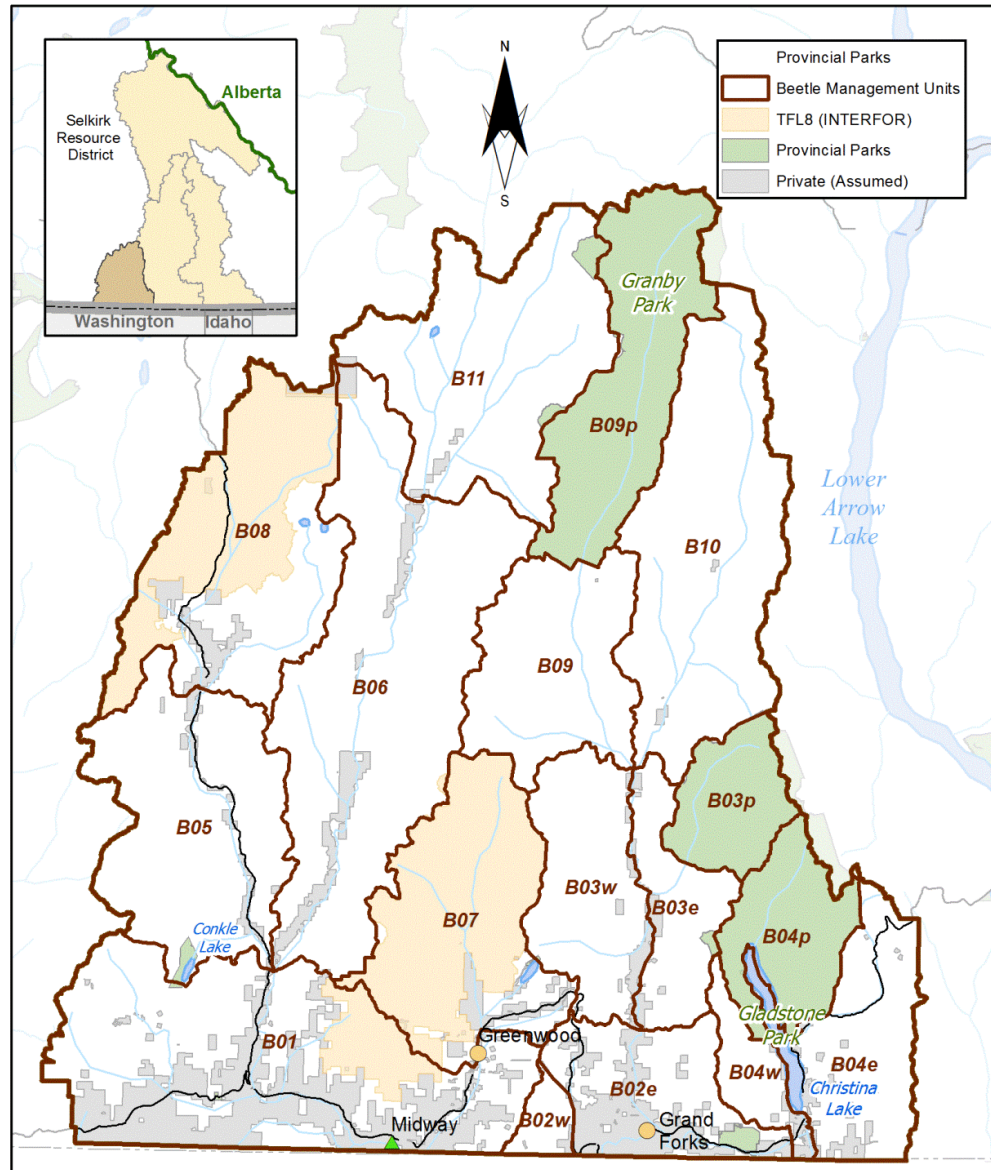 Alberta
Selkirk
Resource
District
Washington
Idaho
N
S
Provincial Parks
Beetle Management Units
TFL8 (INTERFOR)
Provincial Parks
Private (Assumed)
Granby
Park
B11
B09p
Lower
Arrow
Lake
B08
B10
B09
B06
B03p
B05
B03w
B03e
B07
B04p
Conkle
Lake
Gladstone
Park
Greenwood
B01
B04w
B04e
B02e
Christina
Lake
Midway
B02w
Grand
Forks